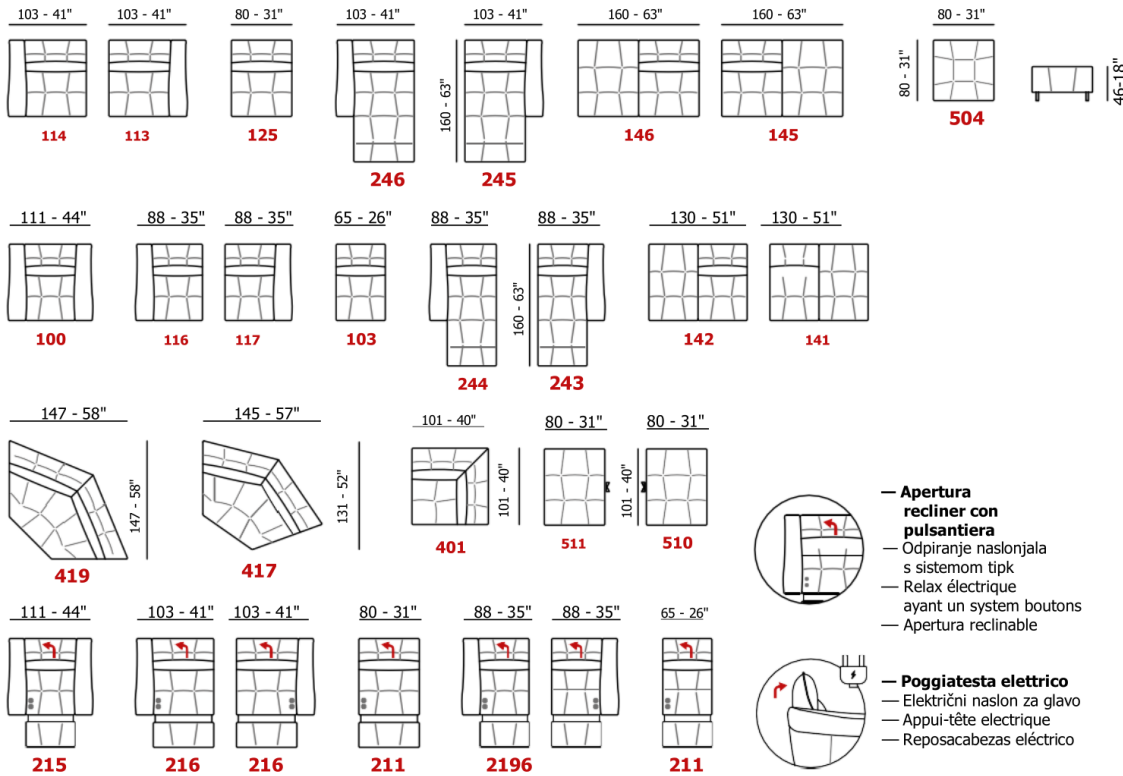 103 - 41" 103 - 41" 80 - 31" 103 - 41" 103 - 41" 160 - 63" 160 - 63" 80 - 31"
160 - 63"
80 - 31"
46-18"
114 113 125 246 245 146 145 504
111 - 44" 88 - 35" 88 - 35" 65 - 26" 88 - 35" 88 - 35" 130 - 51" 130 - 51"
160 - 63"
100 116 117 103 244 243 142 141
147 - 58" 145 - 57" 101 - 40" 80 - 31" 80 - 31"
147 - 58"
131 - 52"
101 - 40"
101 - 40"
419 417 401 511 510
111 - 44" 103 - 41" 103 - 41" 80 - 31" 88 - 35" 88 - 35" 65 - 26"
215 216 216 211 2196 211
— Apertura
recliner con
pulsantiera
— Odpiranje naslonjala
s sistemom tipk
— Relax électrique
ayant un system boutons
— Apertura reclinable
— Poggiatesta elettrico
— Električni naslon za glavo
— Appui-tête electrique
— Reposacabezas eléctrico